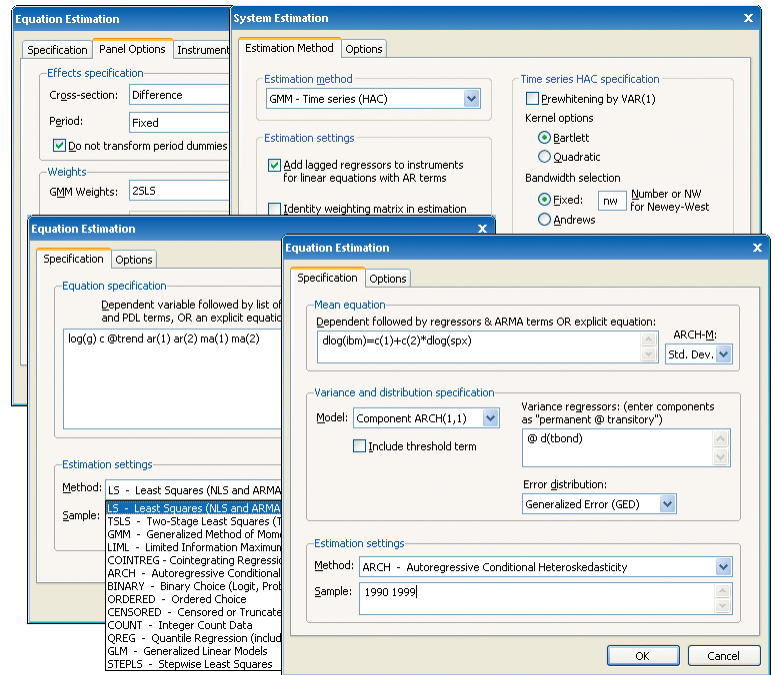 Equation Estimation
Specification Panel Options Instrument
Effects specification
Cross-section: Difference
Period: Fixed
Do not transform period dummies
Weights
GMM Weights: 2SLS
System Estimation
Estimation Method Options
Estimation method
GMM - Time series (HAC)
Estimation settings
Add lagged regressors to instruments
for linear equations with AR terms
Identity weighting matrix in estimation
Time series HAC specification
Prewhitening by VAR(1)
Kernel options
Bartlett
Quadratic
Bandwidth selection
Fixed: nw Number or NW
for Newey-West
Andrews
Equation Estimation
Specification Options
Equation specification
Dependent variable followed by list of
and PDL terms, OR an explicit equation
log(g) c @trend ar(1) ar(2) ma(1) ma(2)
Estimation settings
Method: LS - Least Squares (NLS and ARMA
Sample:
LS - Least Squares (NLS and ARMA
TSLS - Two-Stage Least Squares (T
GMM - Generalized Method of Mome
LIML - Limited Information Maximum
COINTREG - Cointegrating Regressio
ARCH - Autoregressive Conditional
BINARY - Binary Choice (Logit, Prob
ORDERED - Ordered Choice
CENSORED - Censored or Truncate
COUNT - Integer Count Data
QREG - Quantile Regression (includ
GLM - Generalized Linear Models
STEPLS - Stepwise Least Squares
Equation Estimation
Specification Options
Mean equation
Dependent followed by regressors & ARMA terms OR explicit equation:
dlog(ibm)=c(1)+c(2)*dlog(spx)
ARCH-M:
Std. Dev.
Variance and distribution specification
Model: Component ARCH(1,1)
Include threshold term
Variance regressors: (enter components
as "permanent @ transitory")
@ d(tbond)
Error distribution:
Generalized Error (GED)
Estimation settings
Method: ARCH - Autoregressive Conditional Heteroskedasticity
Sample: 1990 1999
OK Cancel